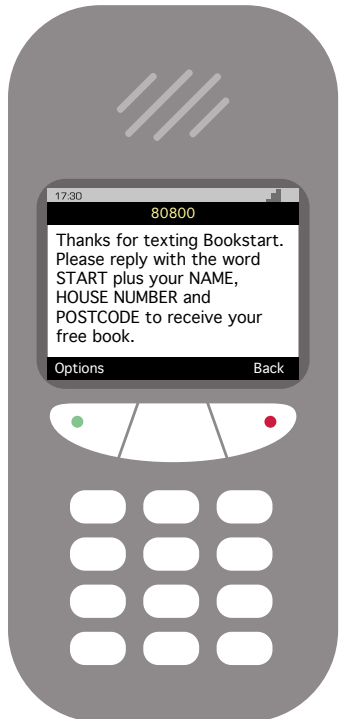 17:30
80800
Thanks for texting Bookstart.
Please reply with the word
START plus your NAME,
HOUSE NUMBER and
POSTCODE to receive your
free book.
Options Back